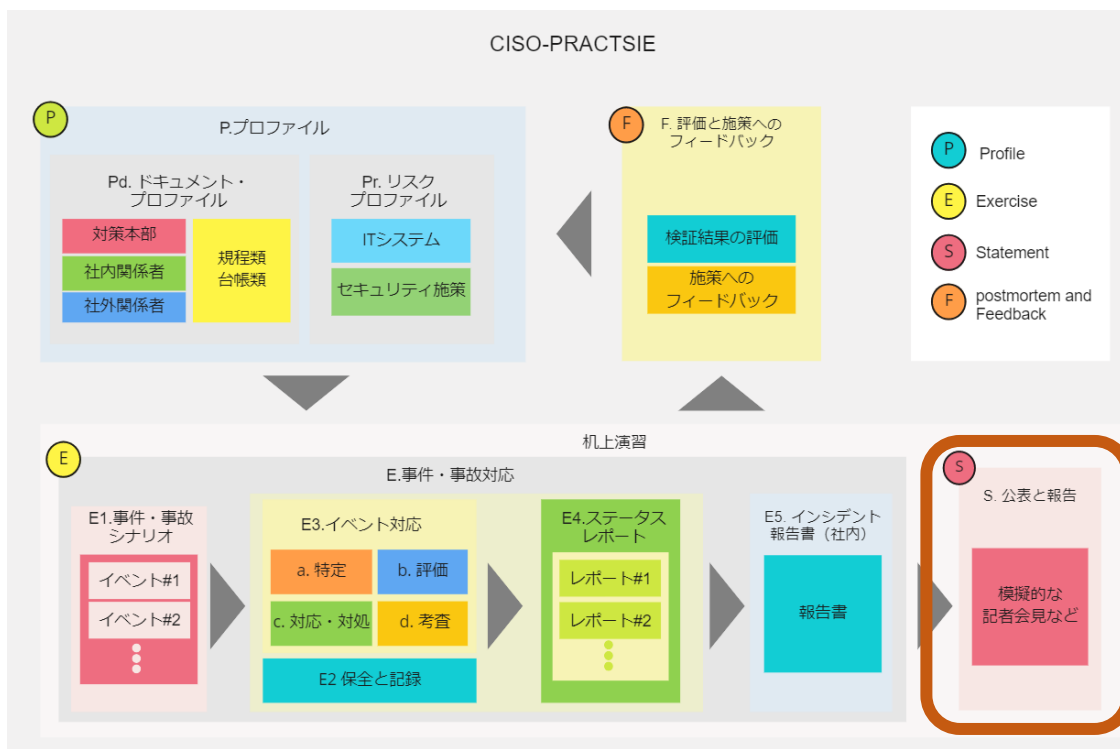 CISO-PRACTSIE
P
P.プロファイル
Pd. ドキュメント・
プロファイル
対策本部
社内関係者
社外関係者
規程類
台帳類
Pr. リスク
プロファイル
ITシステム
セキュリティ施策
F
F. 評価と施策への
フィードバック
検証結果の評価
施策への
フィードバック
P
Profile
E
Exercise
S
Statement
F
postmortem and
Feedback
机上演習
E
E.事件・事故対応
E1.事件・事故
シナリオ
イベント#1
イベント#2
E3.イベント対応
a. 特定
b. 評価
c. 対応・対処
d. 考査
E2 保全と記録
E4.ステータス
レポート
レポート#1
レポート#2
E5. インシデント
報告書（社内）
報告書
S
S. 公表と報告
模擬的な
記者会見など